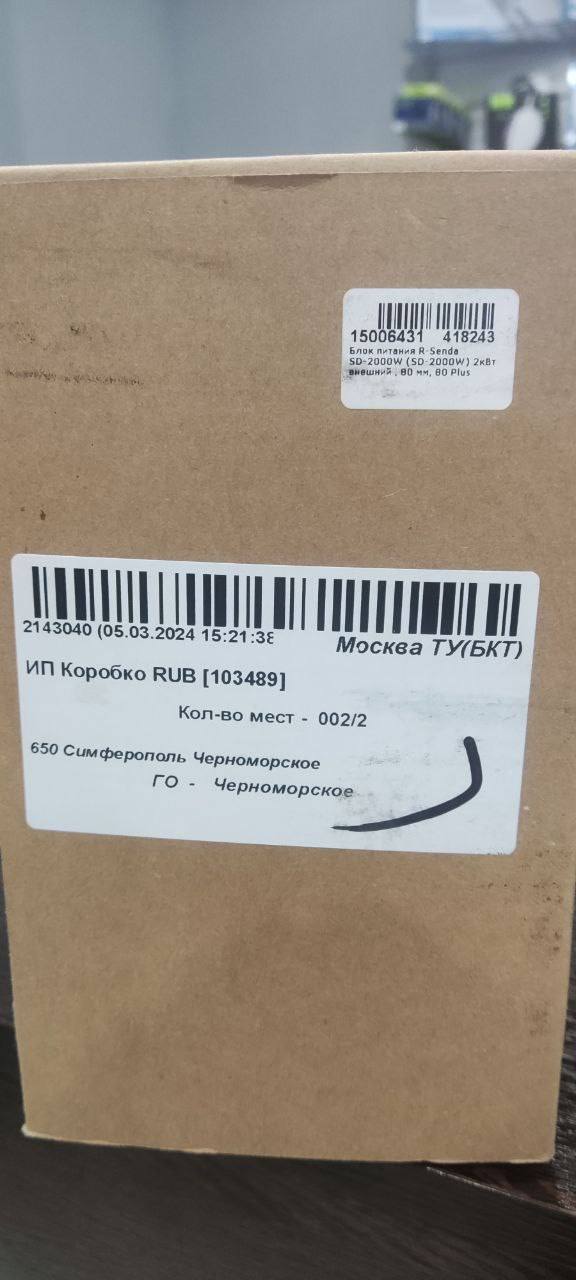 15006431 418243
Блок питания R-Senda
SD-2000W (SD-2000W) 2кВт
внешний , 80 мм, 80 Plus
2143040 (05.03.2024 15:21:38
Москва ТУ(БКТ)
ИП Коробко RUB [103489]
Кол-во мест - 002/2
650 Симферополь Черноморское
ГО - Черноморское